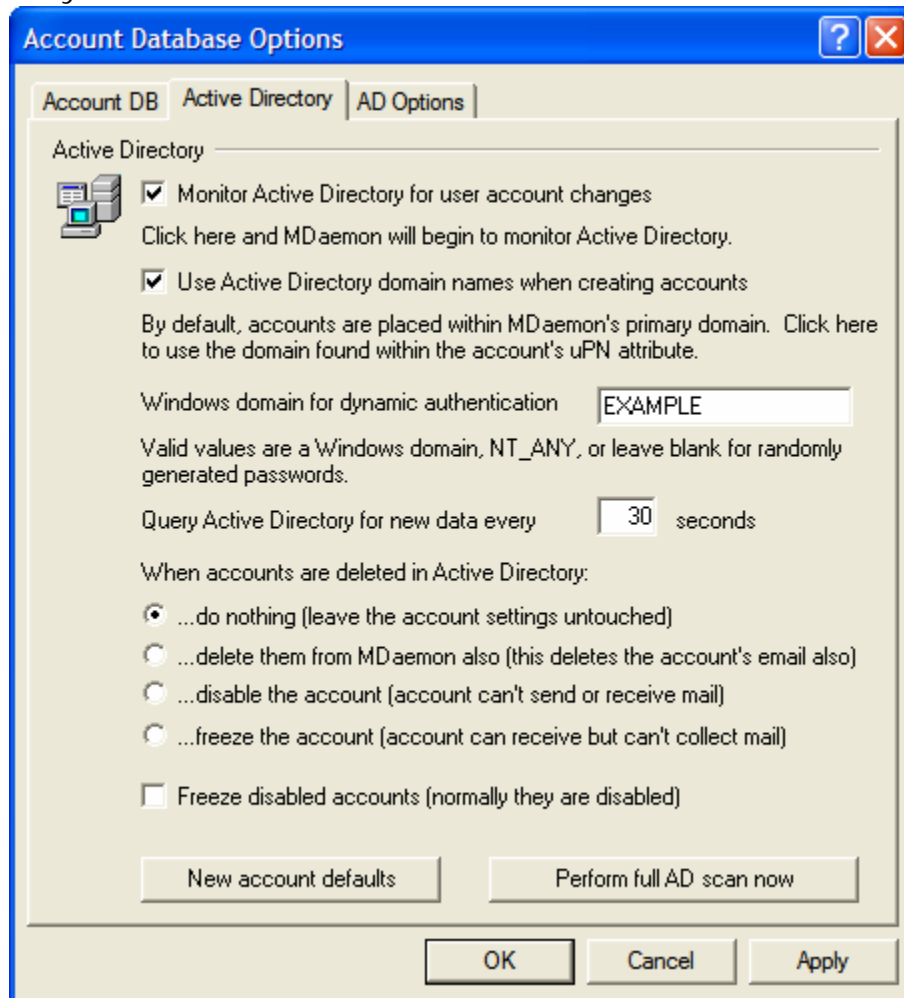 Account Database Options
Account DB Active Directory AD Options
Active Directory
Monitor Active Directory for user account changes
Click here and MDaemon will begin to monitor Active Directory.
Use Active Directory domain names when creating accounts
By default, accounts are placed within MDaemon's primary domain. Click here
to use the domain found within the account's uPN attribute.
Windows domain for dynamic authentication EXAMPLE
Valid values are a Windows domain, NT_ANY, or leave blank for randomly
generated passwords.
Query Active Directory for new data every 30 seconds
When accounts are deleted in Active Directory:
...do nothing (leave the account settings untouched)
...delete them from MDaemon also (this deletes the account's email also)
...disable the account (account can't send or receive mail)
...freeze the account (account can receive but can't collect mail)
Freeze disabled accounts (normally they are disabled)
New account defaults Perform full AD scan now
OK Cancel Apply